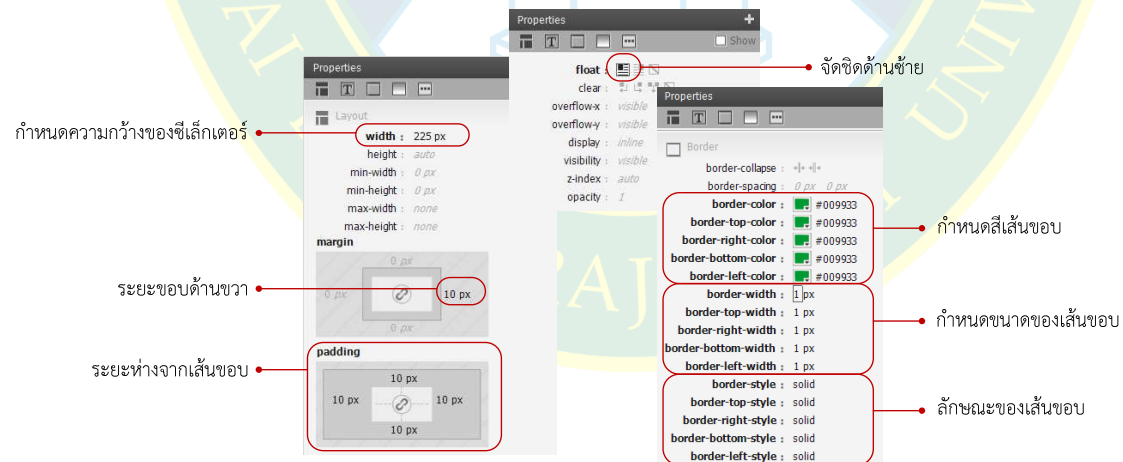 Properties
Show
float :
clear :
overflow-x : visible
overflow-y : visible
display : inline
visibility : visible
z-index : auto
opacity : 1
จัดชิดด้านซ้าย
Properties
Layout
width : 225 px
height : auto
min-width : 0 px
min-height : 0 px
max-width : none
max-height : none
margin
0 px
0 px
10 px
0 px
padding
10 px
10 px
10 px
10 px
กำหนดความกว้างของซีเล็กเตอร์
ระยะขอบด้านขวา
ระยะห่างจากเส้นขอบ
Properties
Border
border-collapse :
border-spacing : 0 px 0 px
border-color : #009933
border-top-color : #009933
border-right-color : #009933
border-bottom-color : #009933
border-left-color : #009933
border-width : 1 px
border-top-width : 1 px
border-right-width : 1 px
border-bottom-width : 1 px
border-left-width : 1 px
border-style : solid
border-top-style : solid
border-right-style : solid
border-bottom-style : solid
border-left-style : solid
กำหนดสีเส้นขอบ
กำหนดขนาดของเส้นขอบ
ลักษณะของเส้นขอบ